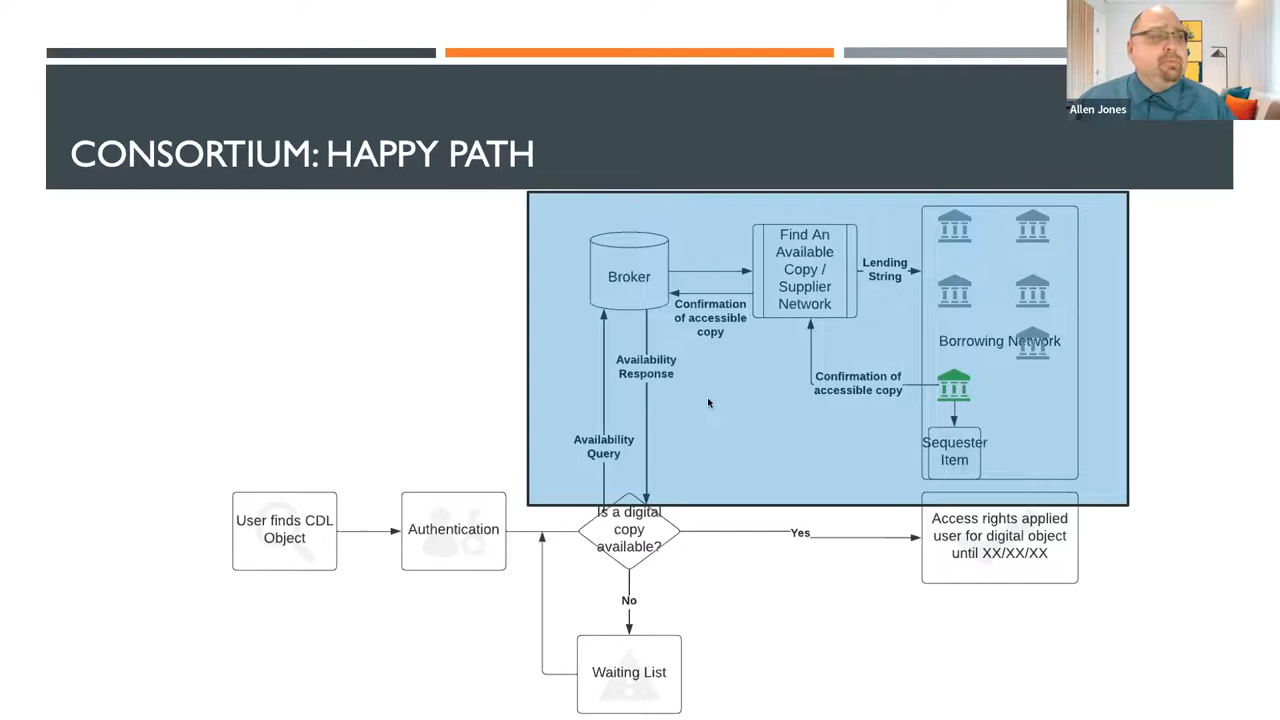 Allen Jones
CONSORTIUM: HAPPY PATH
Broker
Find An
Available
Copy /
Supplier
Network
Lending
String
Confirmation
of accessible
copy
Borrowing Network
Availability
Response
Confirmation of
accessible copy
Availability
Query
Sequester
Item
User finds CDL
Object
Authentication
Is a digital
copy
available?
Yes
Access rights applied
user for digital object
until XX/XX/XX
No
Waiting List